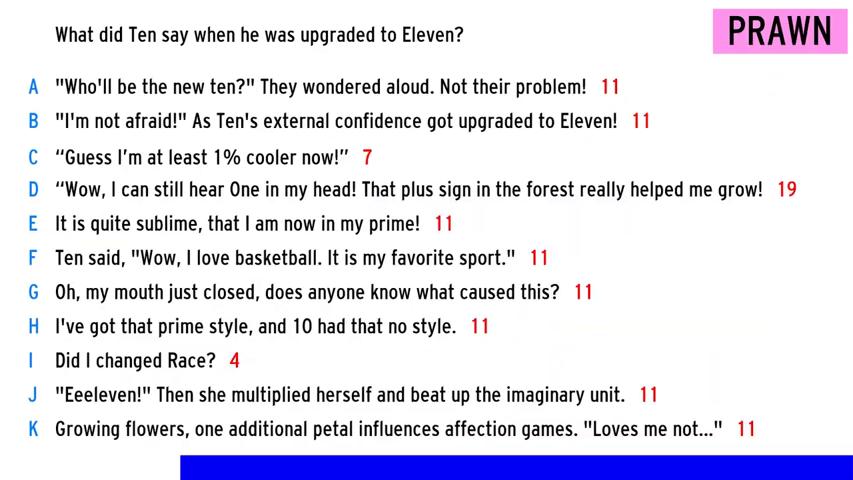 What did Ten say when he was upgraded to Eleven?
PRAWN
A "Who'll be the new ten?" They wondered aloud. Not their problem! 11
B "I'm not afraid!" As Ten's external confidence got upgraded to Eleven! 11
C “Guess I’m at least 1% cooler now!” 7
D “Wow, I can still hear One in my head! That plus sign in the forest really helped me grow! 19
E It is quite sublime, that I am now in my prime! 11
F Ten said, "Wow, I love basketball. It is my favorite sport." 11
G Oh, my mouth just closed, does anyone know what caused this? 11
H I've got that prime style, and 10 had that no style. 11
I Did I changed Race? 4
J "Eeeleven!" Then she multiplied herself and beat up the imaginary unit. 11
K Growing flowers, one additional petal influences affection games. "Loves me not..." 11